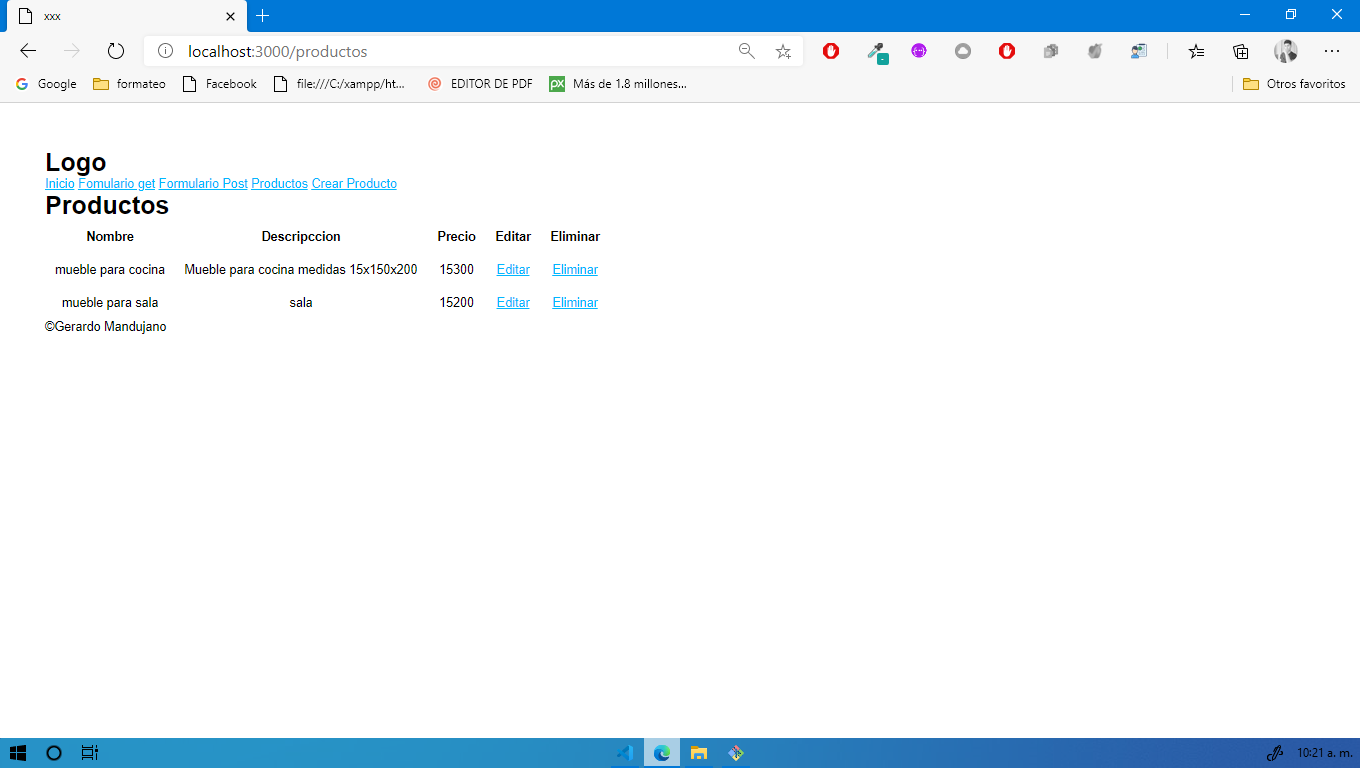 xxx
localhost:3000/productos
Google formateo Facebook file:///C:/xampp/ht... EDITOR DE PDF px Más de 1.8 millones... Otros favoritos
Logo
Inicio Fomulario get Formulario Post Productos Crear Producto
Productos
Nombre Descripccion Precio Editar Eliminar
mueble para cocina Mueble para cocina medidas 15x150x200 15300 Editar Eliminar
mueble para sala sala 15200 Editar Eliminar
©Gerardo Mandujano
10:21 a. m.